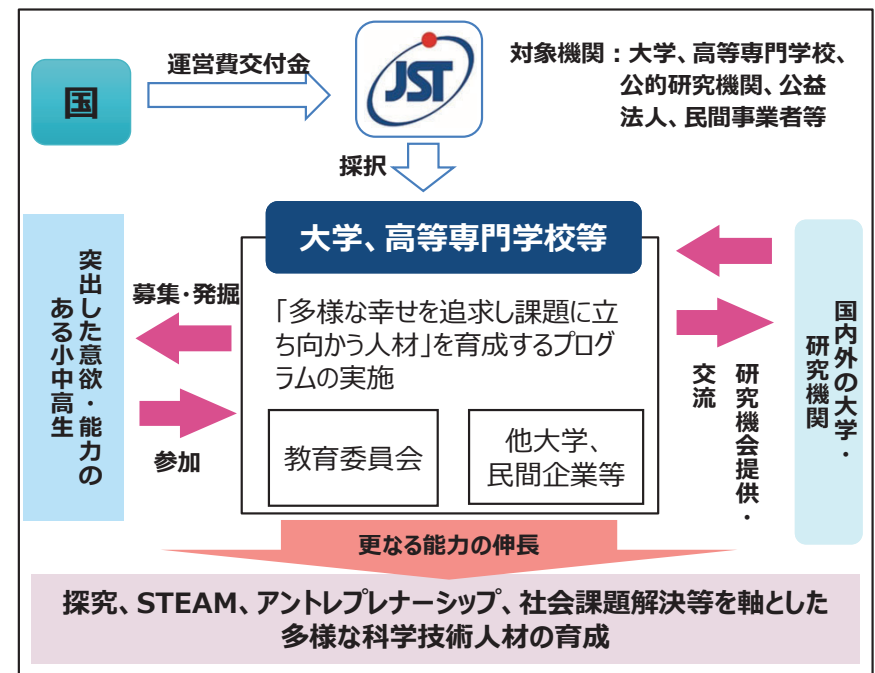 国
運営費交付金
JST
対象機関：大学、高等専門学校、
公的研究機関、公益
法人、民間事業者等
採択
大学、高等専門学校等
突出した意欲・能力の
ある小中高生
募集・発掘
参加
「多様な幸せを追求し課題に立
ち向かう人材」を育成するプログ
ラムの実施
教育委員会
他大学、
民間企業等
研究機会提供・
交流
国内外の大学・
研究機関
更なる能力の伸長
探究、STEAM、アントレプレナーシップ、社会課題解決等を軸とした
多様な科学技術人材の育成